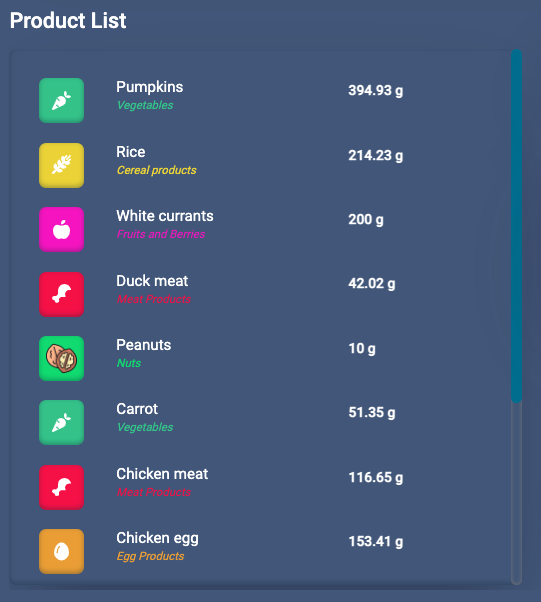 Product List
Pumpkins 394.93 g
Vegetables
Rice 214.23 g
Cereal products
White currants 200 g
Fruits and Berries
Duck meat 42.02 g
Meat Products
Peanuts 10 g
Nuts
Carrot 51.35 g
Vegetables
Chicken meat 116.65 g
Meat Products
Chicken egg 153.41 g
Egg Products